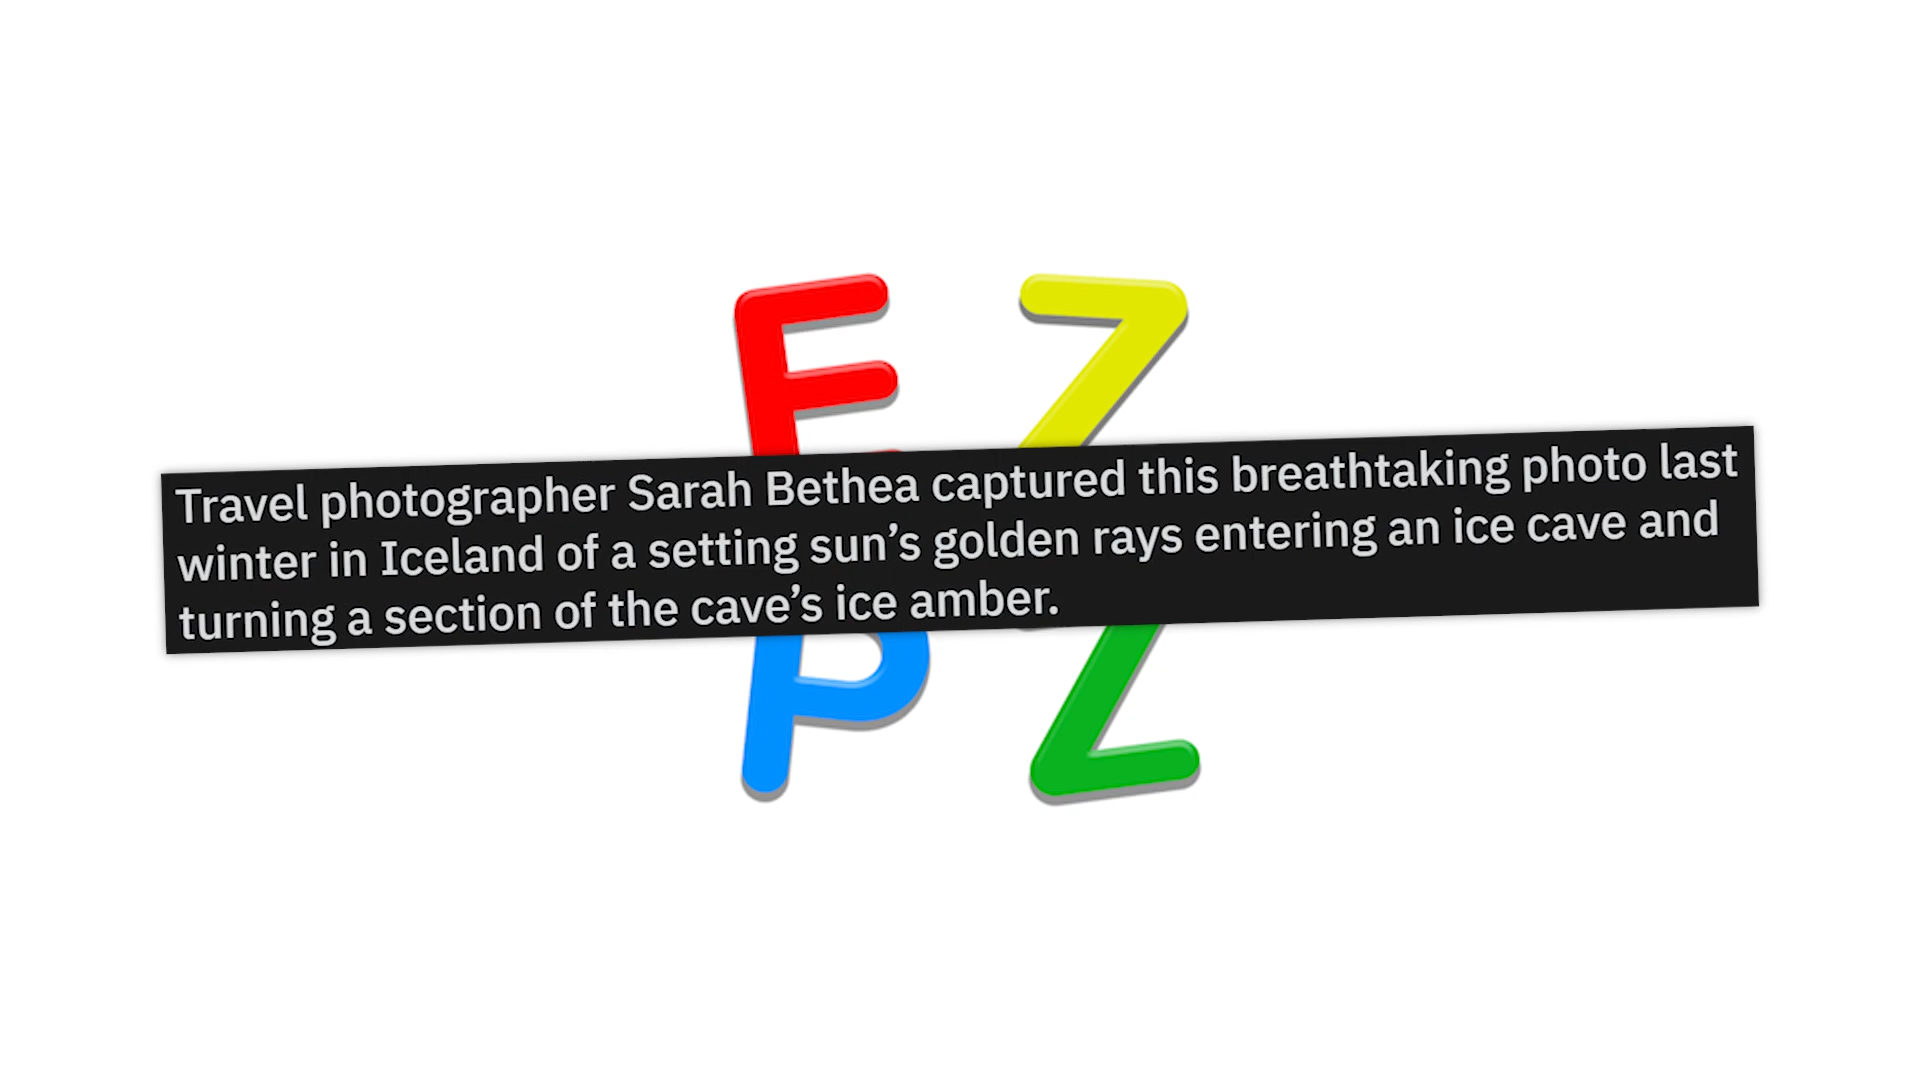 E Z
Travel photographer Sarah Bethea captured this breathtaking photo last
winter in Iceland of a setting sun’s golden rays entering an ice cave and
turning a section of the cave’s ice amber.
P Z